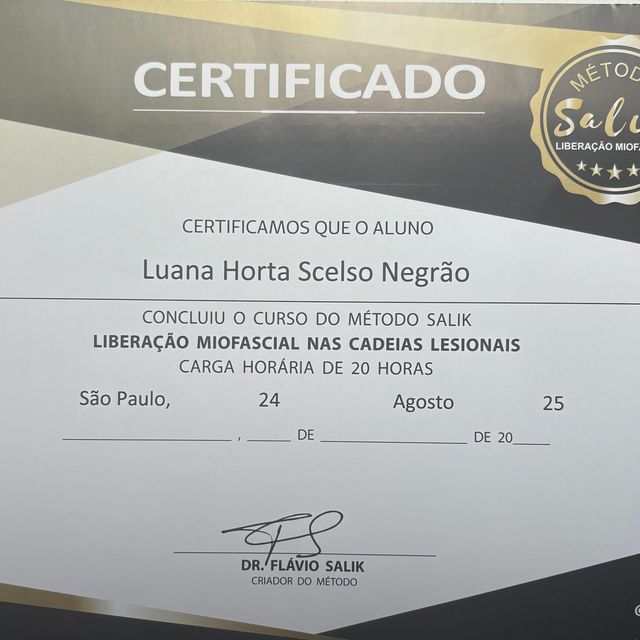 CERTIFICADO
MÉTOD
LIBERAÇÃO MIOFA
CERTIFICAMOS QUE O ALUNO
Luana Horta Scelso Negrão
CONCLUIU O CURSO DO MÉTODO SALIK
LIBERAÇÃO MIOFASCIAL NAS CADEIAS LESIONAIS
CARGA HORÁRIA DE 20 HORAS
São Paulo, 24 Agosto 25
, DE DE 20
DR. FLÁVIO SALIK
CRIADOR DO MÉTODO